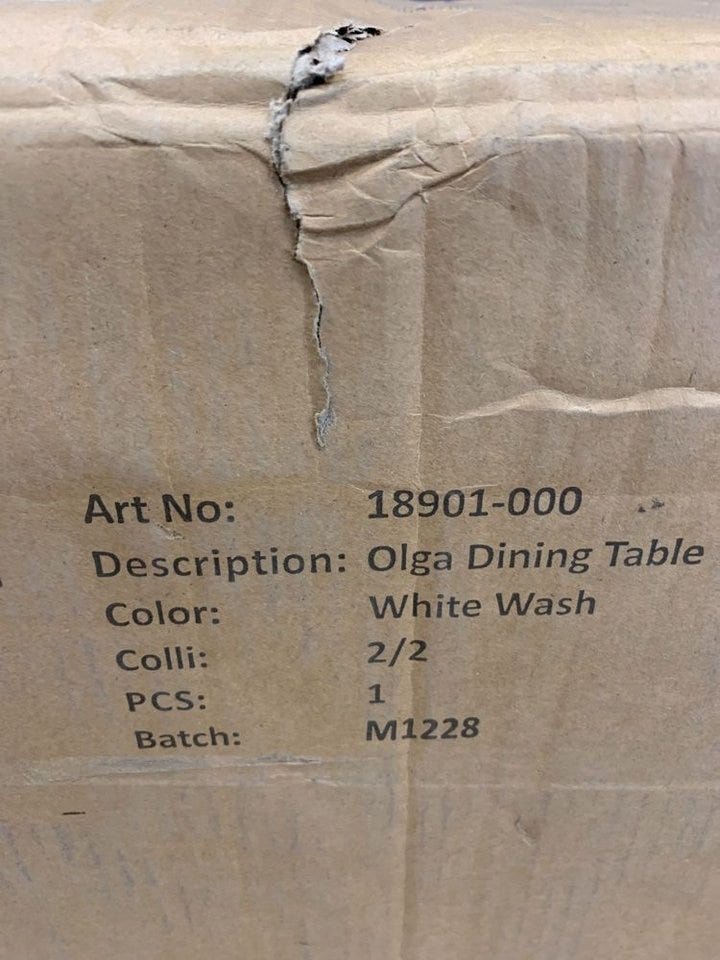 Art No: 18901-000
Description: Olga Dining Table
Color: White Wash
Colli: 2/2
PCS: 1
Batch: M1228